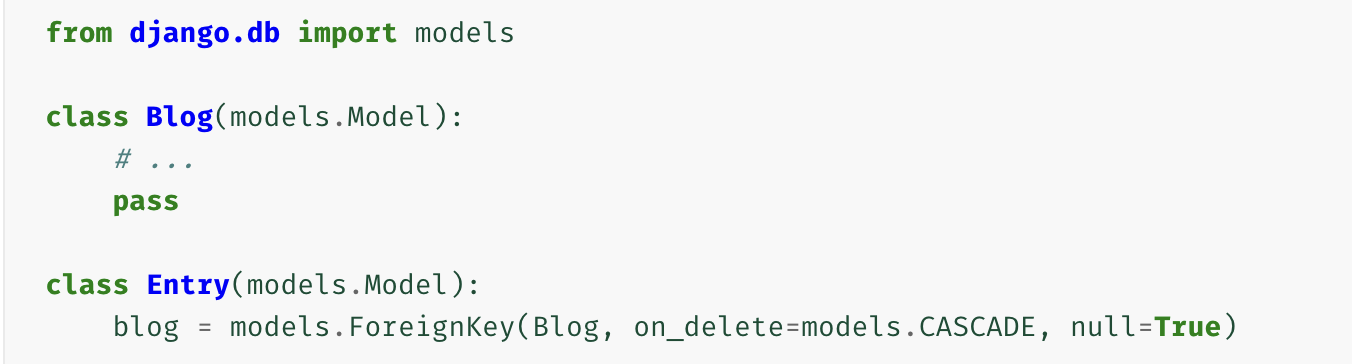 from django.db import models
class Blog(models.Model):
    # ...
    pass
class Entry(models.Model):
    blog = models.ForeignKey(Blog, on_delete=models.CASCADE, null=True)